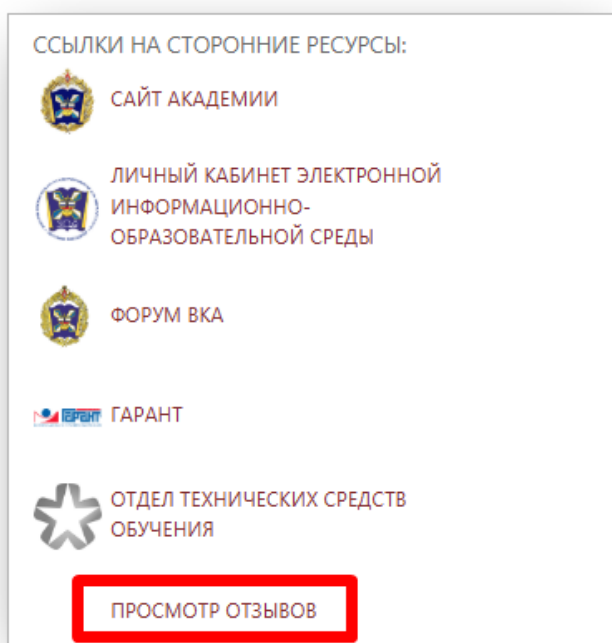 ССЫЛКИ НА СТОРОННИЕ РЕСУРСЫ:
САЙТ АКАДЕМИИ
ЛИЧНЫЙ КАБИНЕТ ЭЛЕКТРОННОЙ
ИНФОРМАЦИОННО-
ОБРАЗОВАТЕЛЬНОЙ СРЕДЫ
ФОРУМ ВКА
ГАРАНТ ГАРАНТ
ОТДЕЛ ТЕХНИЧЕСКИХ СРЕДСТВ
ОБУЧЕНИЯ
ПРОСМОТР ОТЗЫВОВ